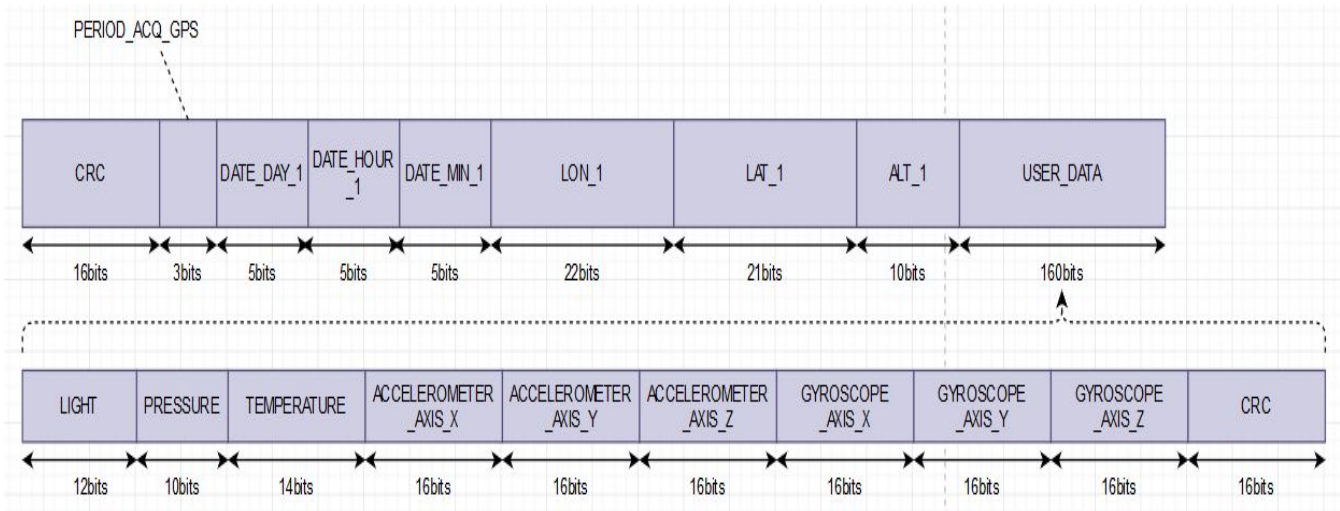 PERIOD_ACQ_GPS
CRC
DATE_DAY_1
DATE_HOUR
_1
DATE_MIN_1
LON_1
LAT_1
ALT_1
USER_DATA
16bits
3bits
5bits
5bits
5bits
22bits
21bits
10bits
160bits
LIGHT
PRESSURE
TEMPERATURE
ACCELEROMETER
_AXIS_X
ACCELEROMETER
_AXIS_Y
ACCELEROMETER
_AXIS_Z
GYROSCOPE
_AXIS_X
GYROSCOPE
_AXIS_Y
GYROSCOPE
_AXIS_Z
CRC
12bits
10bits
14bits
16bits
16bits
16bits
16bits
16bits
16bits
16bits